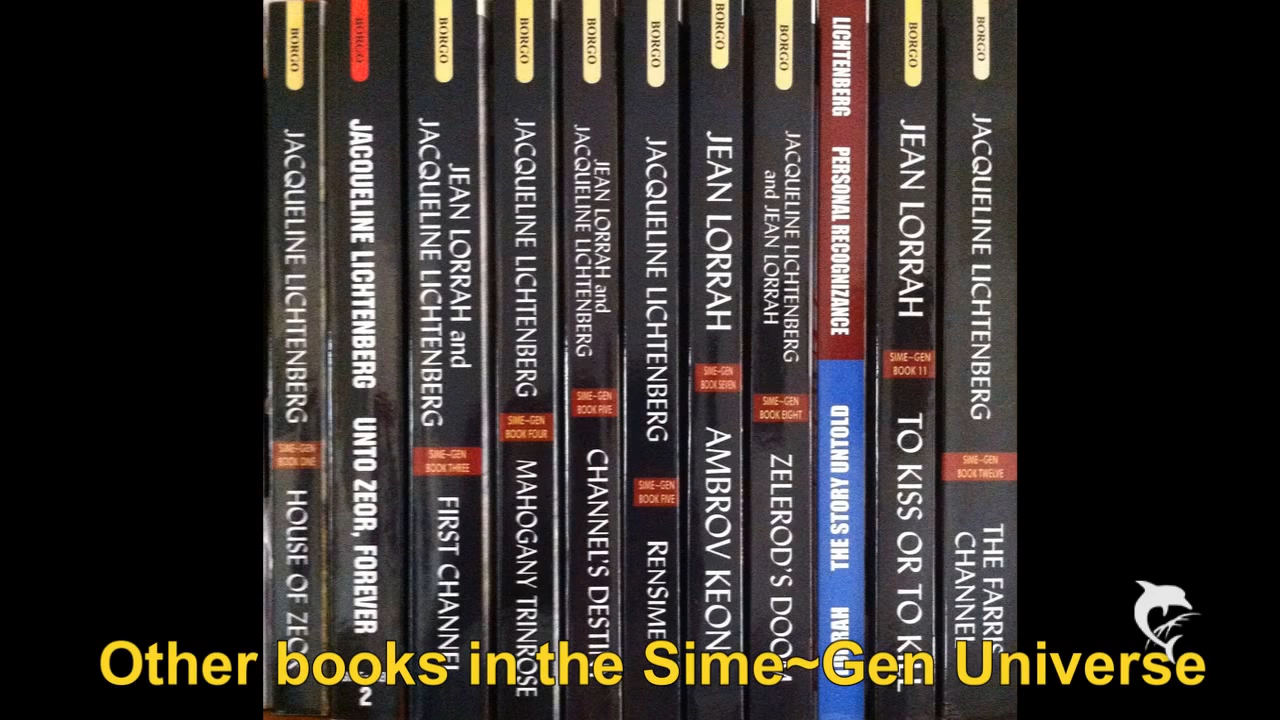 BORGO
JACQUELINE LICHTENBERG
SIME~GEN
BOOK ONE
HOUSE OF ZEO
BORGO
JACQUELINE LICHTENBERG
UNTO ZEOR, FOREVER
2
BORGO
JEAN LORRAH and
JACQUELINE LICHTENBERG
SIME~GEN
BOOK THREE
FIRST CHANNEL
BORGO
JACQUELINE LICHTENBERG
SIME~GEN
BOOK FOUR
MAHOGANY TRINROSE
BORGO
JEAN LORRAH and
JACQUELINE LICHTENBERG
SIME~GEN
BOOK FIVE
CHANNEL'S DESTI
BORGO
JACQUELINE LICHTENBERG
SIME~GEN
BOOK FIVE
RENSIME
BORGO
JEAN LORRAH
SIME~GEN
BOOK SEVEN
AMBROV KEON
BORGO
JACQUELINE LICHTENBERG
and JEAN LORRAH
SIME~GEN
BOOK EIGHT
ZELEROD'S DOOM
LICHTENBERG PERSONAL RECOGNIZANCE
THE STORY UNTOLD
BORGO
JEAN LORRAH
SIME~GEN
BOOK 11
TO KISS OR TO K
BORGO
JACQUELINE LICHTENBERG
SIME~GEN
BOOK TWELVE
THE FARRIS
CHANNEL
Other books in the Sime~Gen Universe